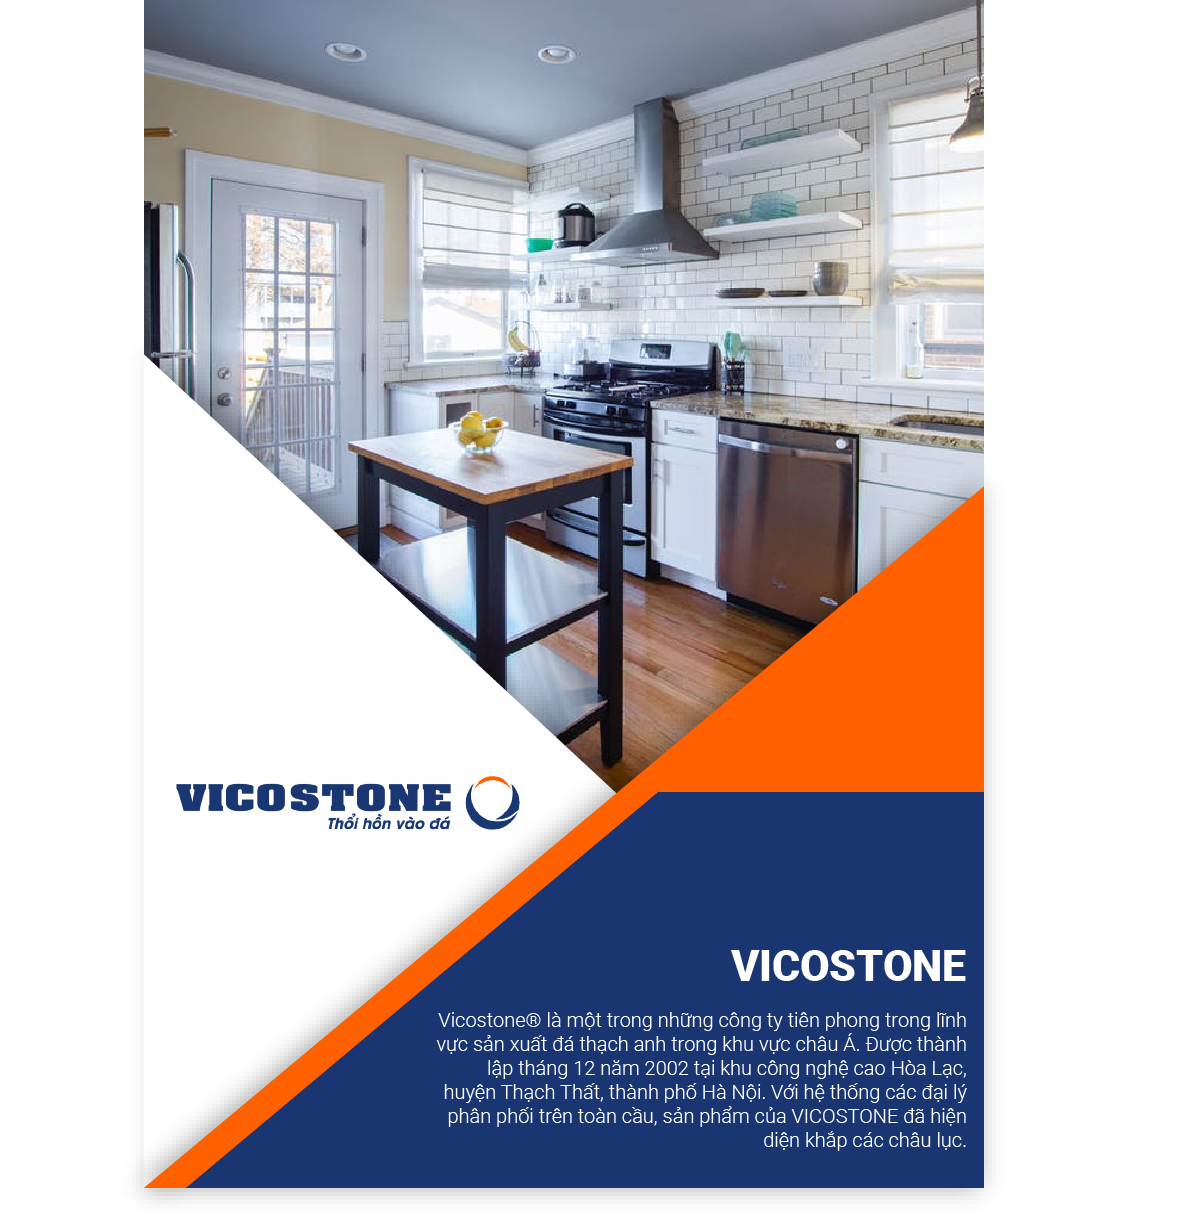 VICOSTONE
Thổi hồn vào đá
VICOSTONE
Vicostone® là một trong những công ty tiên phong trong lĩnh
vực sản xuất đá thạch anh trong khu vực châu Á. Được thành
lập tháng 12 năm 2002 tại khu công nghệ cao Hòa Lạc,
huyện Thạch Thất, thành phố Hà Nội. Với hệ thống các đại lý
phân phối trên toàn cầu, sản phẩm của VICOSTONE đã hiện
diện khắp các châu lục.